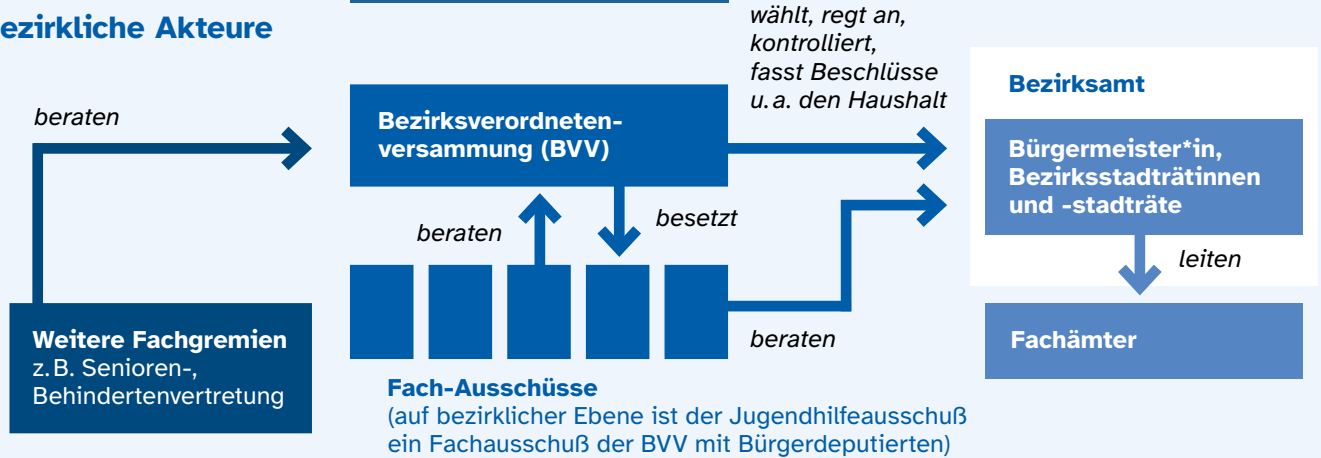 ezirkliche Akteure
wählt, regt an,
kontrolliert,
fasst Beschlüsse
u. a. den Haushalt
beraten
Bezirksverordneten-
versammung (BVV)
Bezirksamt
Bürgermeister*in,
Bezirksstadträtinnen
und -stadträte
beraten
besetzt
leiten
Weitere Fachgremien
z. B. Senioren-,
Behindertenvertretung
beraten
Fachämter
Fach-Ausschüsse
(auf bezirklicher Ebene ist der Jugendhilfeausschuß
ein Fachausschuß der BVV mit Bürgerdeputierten)